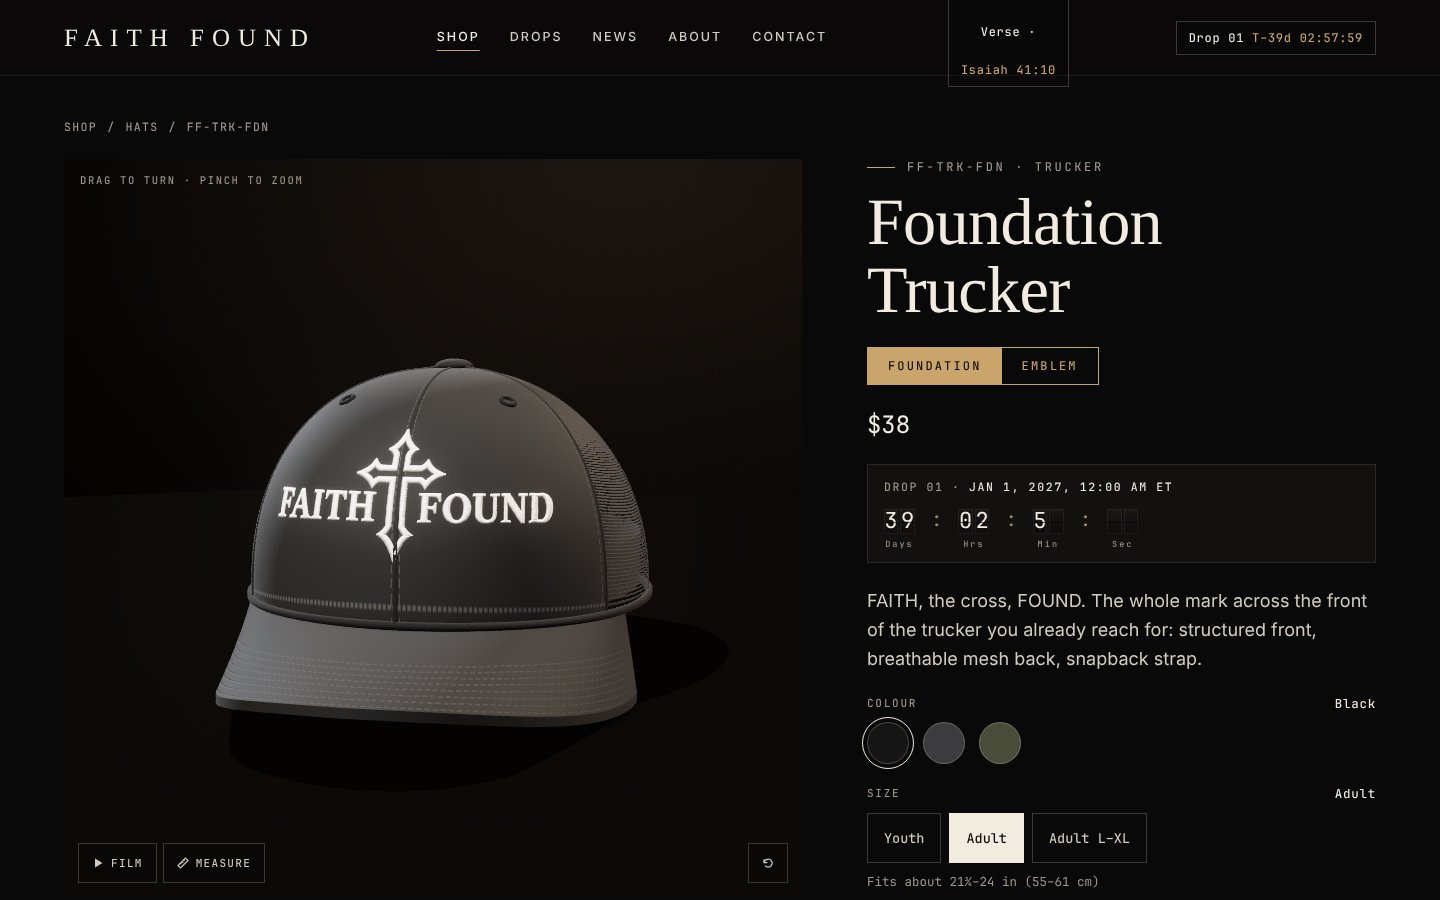 FAITH FOUND
SHOP
DROPS
NEWS
ABOUT
CONTACT
Verse ·
Isaiah 41:10
Drop 01 T-39d 02:57:59
SHOP / HATS / FF-TRK-FDN
DRAG TO TURN · PINCH TO ZOOM
FAITH FOUND
FILM
MEASURE
FF-TRK-FDN · TRUCKER
Foundation
Trucker
FOUNDATION
EMBLEM
$38
DROP 01 · JAN 1, 2027, 12:00 AM ET
39 : 02 : 5 :
Days Hrs Min Sec
FAITH, the cross, FOUND. The whole mark across the front
of the trucker you already reach for: structured front,
breathable mesh back, snapback strap.
COLOUR
Black
SIZE
Adult
Youth
Adult
Adult L–XL
Fits about in (55–61 cm)